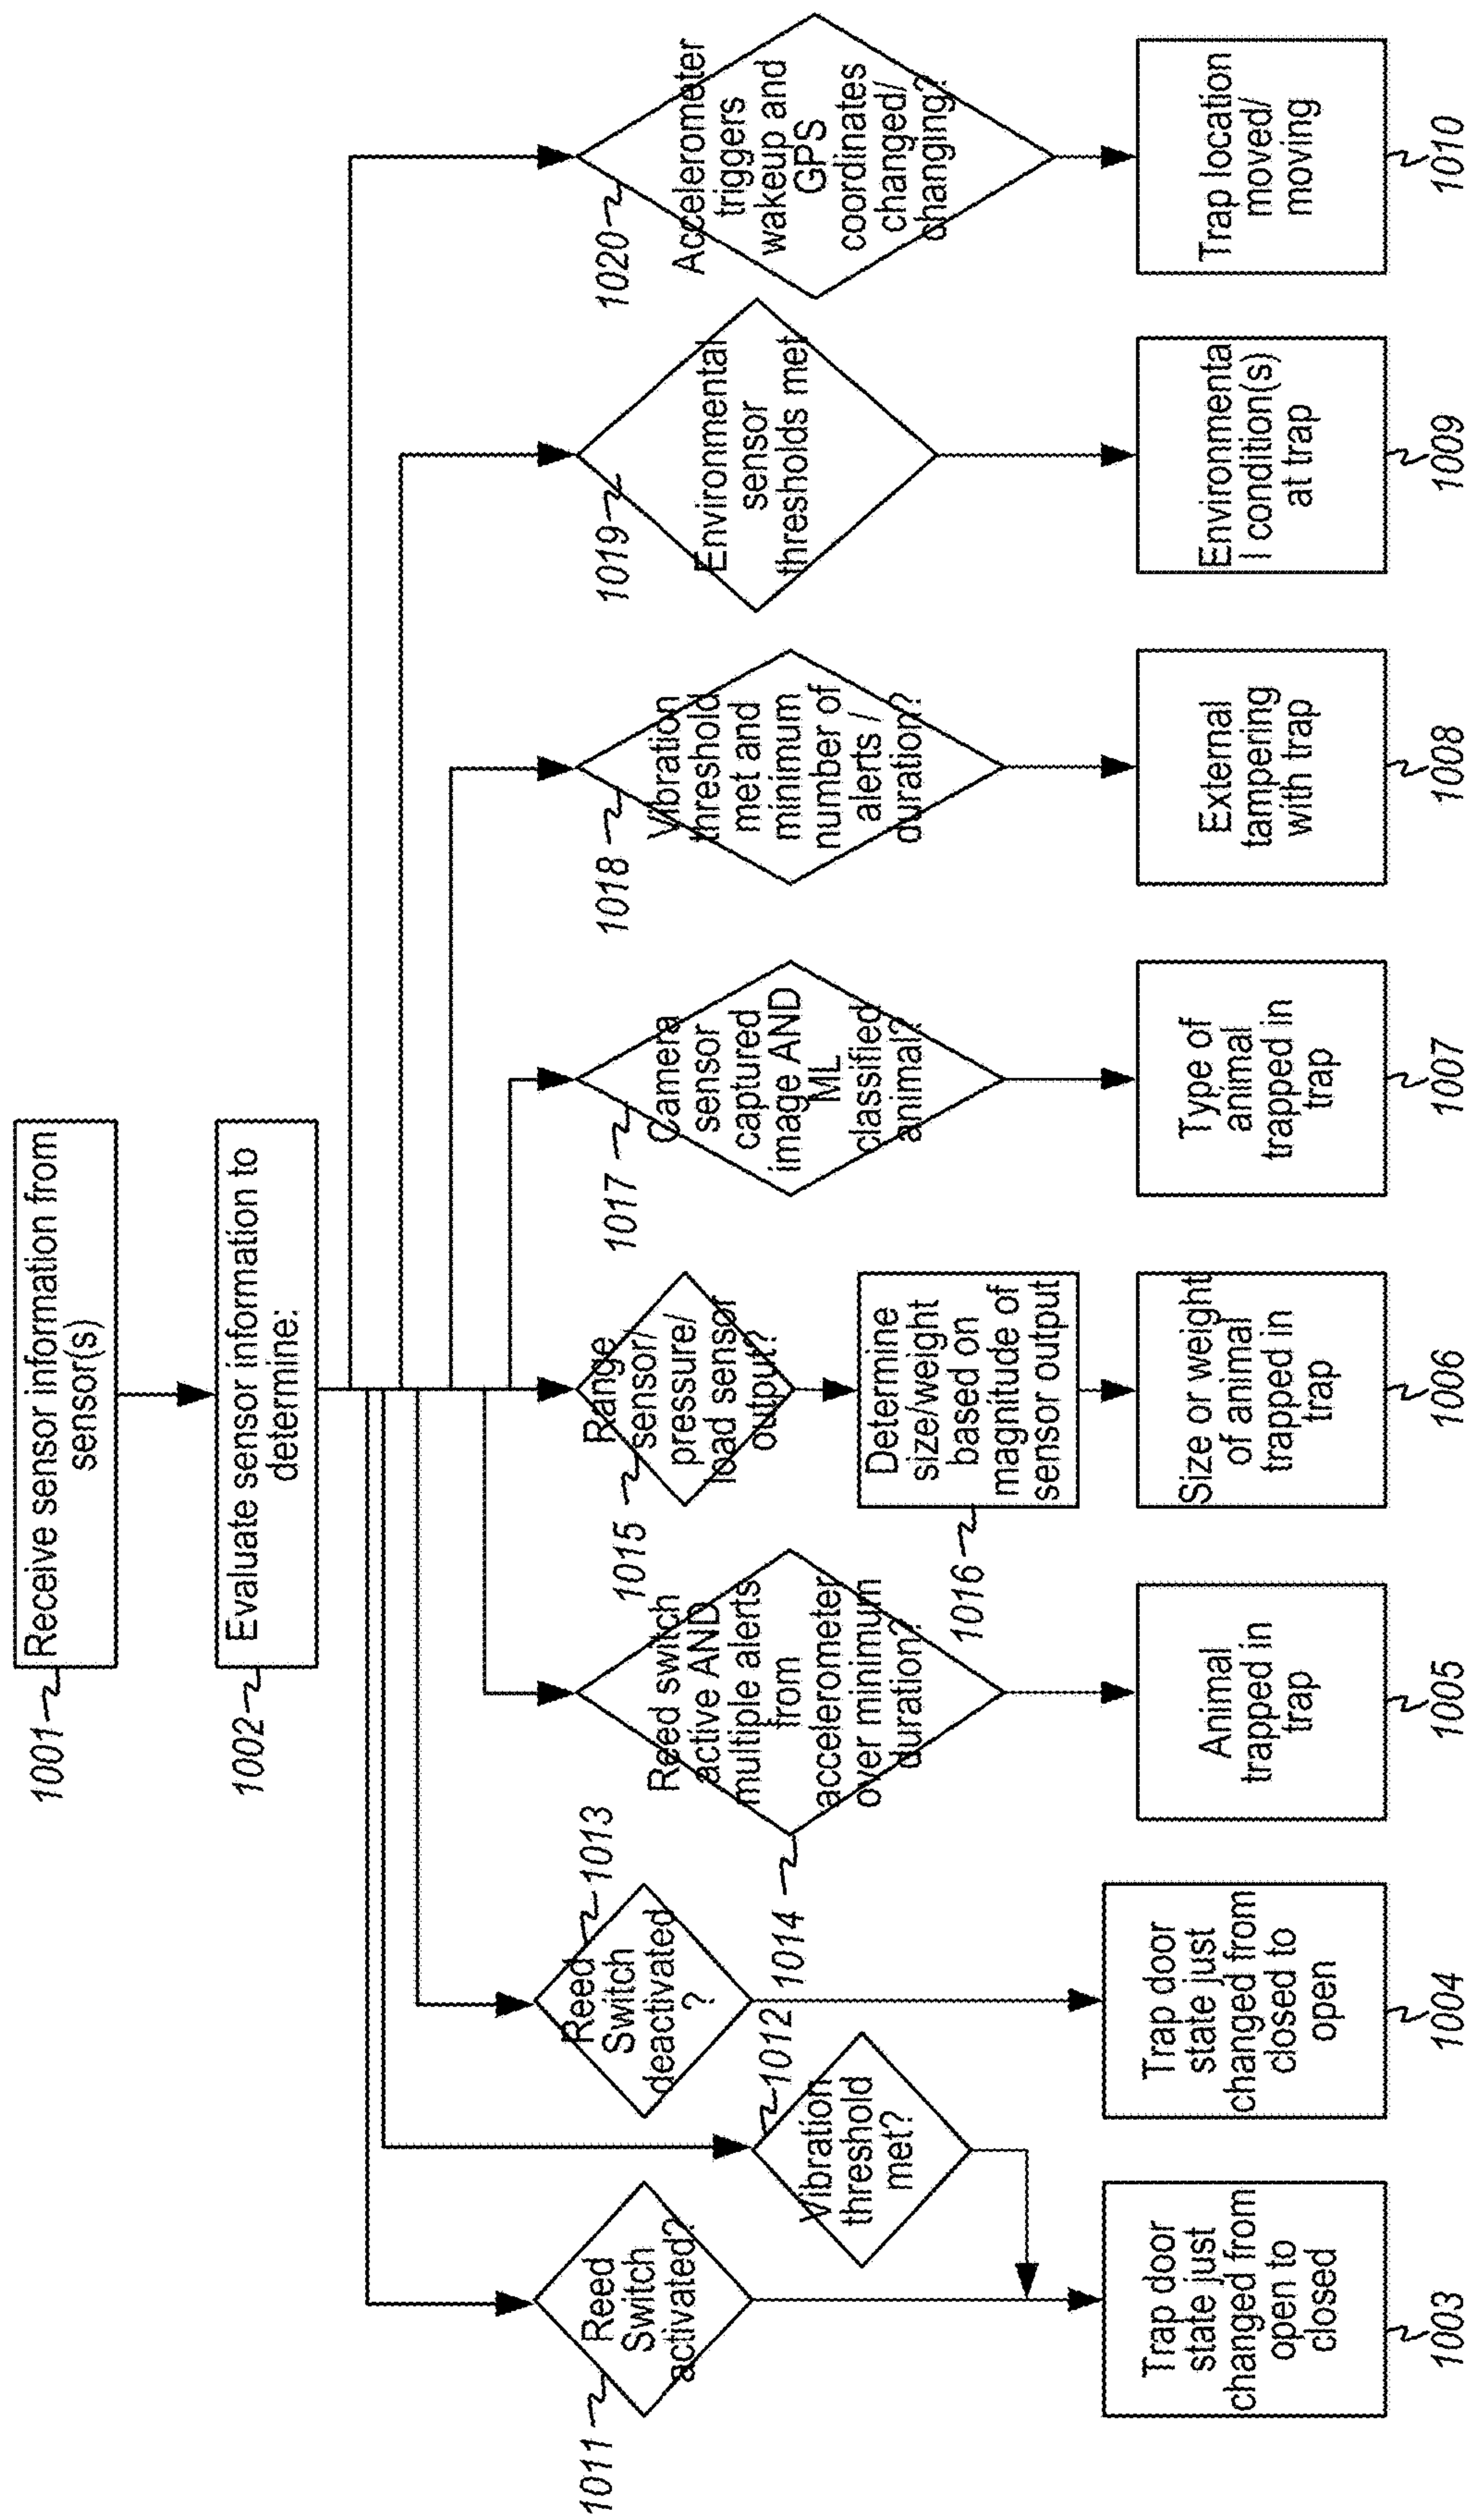 1001
Receive sensor information from
sensor(s)
1002
Evaluate sensor information to
determine:
1011
Reed
Switch
activated?
1012
Vibration
threshold
met?
1013
Reed
Switch
deactivated
?
1014
Reed switch
active AND
multiple alerts
from
accelerometer
over minimum
duration?
1015
Range
sensor/
pressure/
load sensor
output?
1016
Determine
size/weight
based on
magnitude of
sensor output
1017
Camera
sensor
captured
image AND
ML
classified
animal?
1018
Vibration
threshold
met and
minimum
number of
alerts /
duration?
1019
Environmental
sensor
thresholds met
1020
Accelerometer
triggers
wakeup and
GPS
coordinates
changed/
changing?
Trap door
state just
changed from
open to
closed
1003
Trap door
state just
changed from
closed to
open
1004
Animal
trapped in
trap
1005
Size or weight
of animal
trapped in
trap
1006
Type of
animal
trapped in
trap
1007
External
tampering
with trap
1008
Environmenta
l condition(s)
at trap
1009
Trap location
moved/
moving
1010